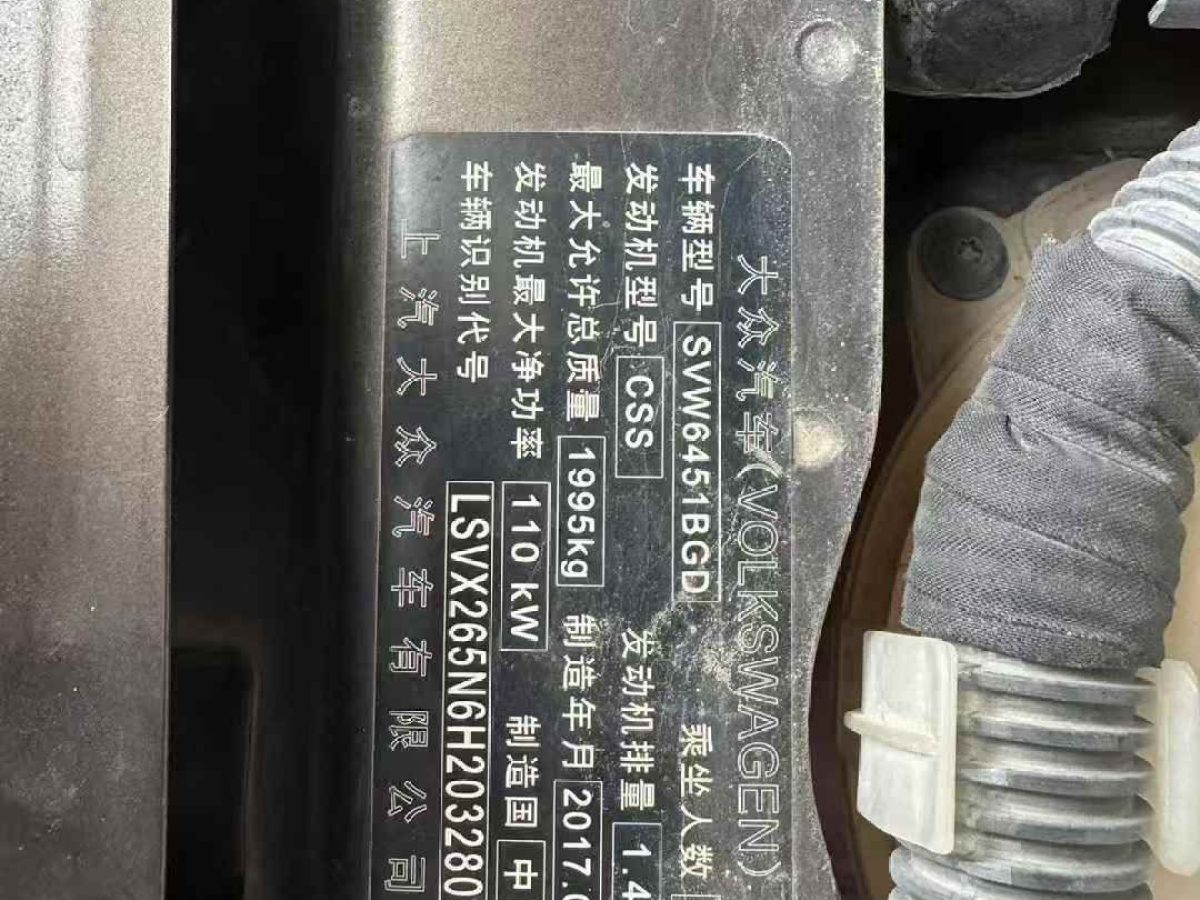 大众汽车(VOLKSWAGEN)
车辆型号 SVW6451BGD 乘坐人数
发动机型号 CSS 发动机排量 1.4
最大允许总质量 1995kg 制造年月 2017.
发动机最大净功率 110 kW 制造国 中
车辆识别代号 LSVX265N6H203280
上汽大众汽车有限公司